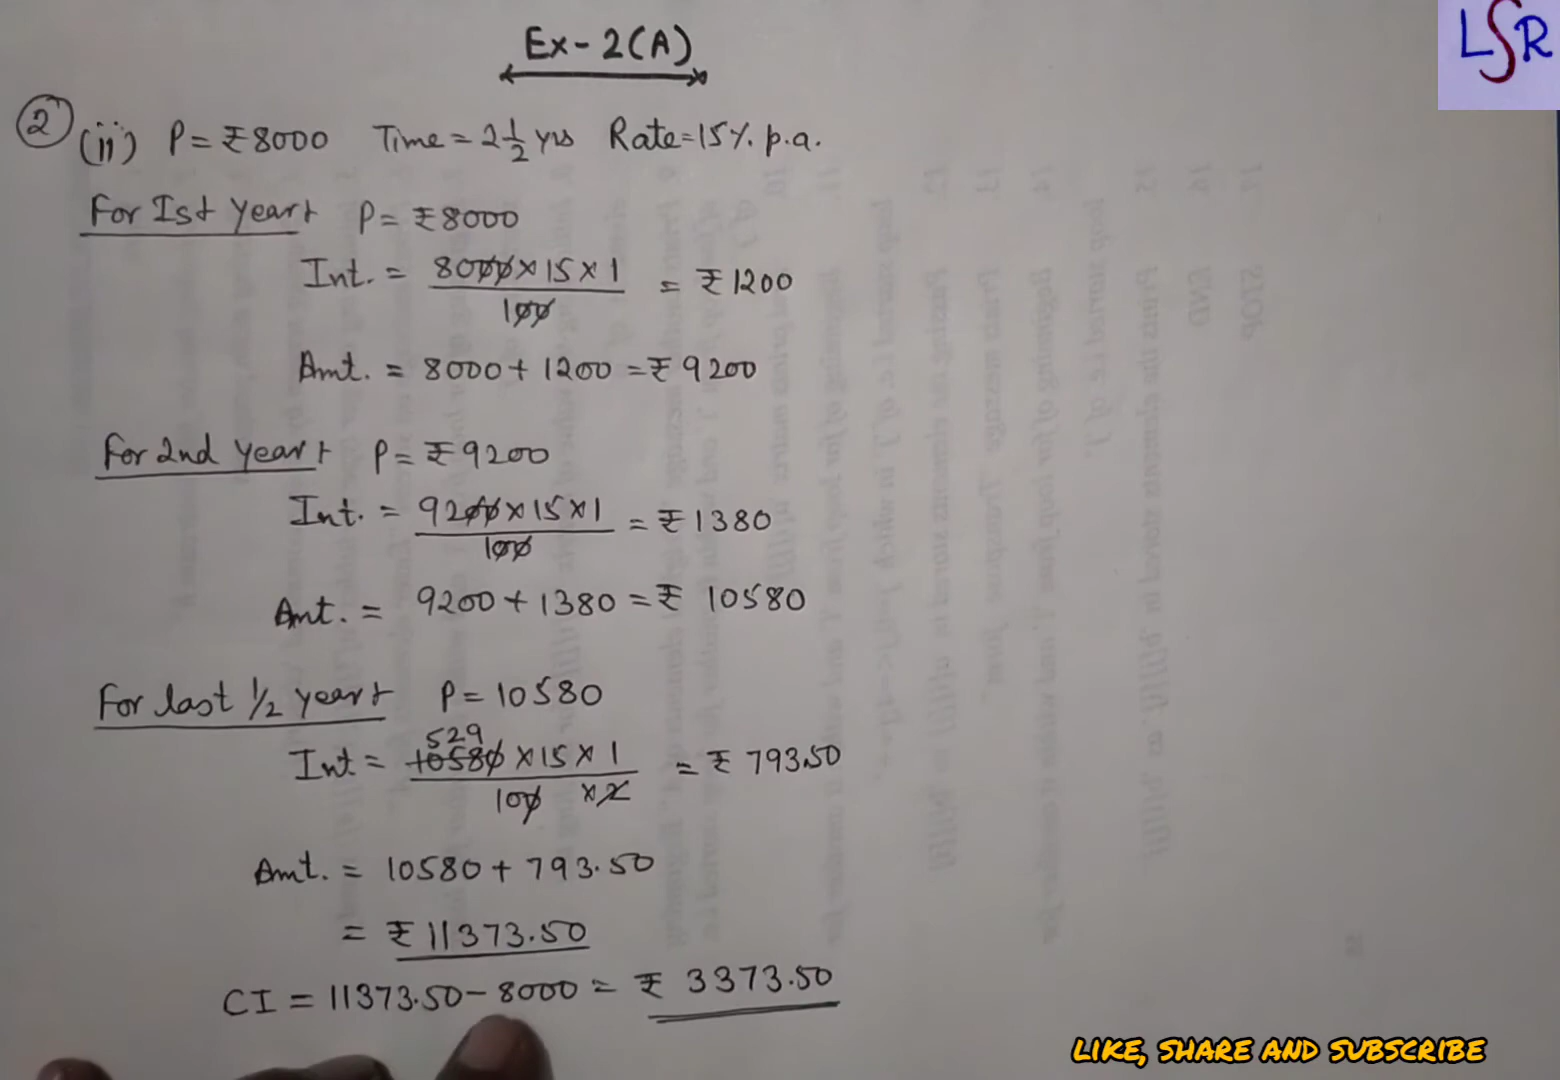 Ex-2(A)
LSR
② (ii) P = ₹8000 Time = 2 1/2 yrs Rate = 15% p.a.
For Ist Year P = ₹8000
Int. = 8000 × 15 × 1 / 100 = ₹1200
Amt. = 8000 + 1200 = ₹9200
For 2nd Year P = ₹9200
Int. = 9200 × 15 × 1 / 100 = ₹1380
Amt. = 9200 + 1380 = ₹10580
For last 1/2 year P = 10580
529
Int = 10580 × 15 × 1 / 100 × 2 = ₹793.50
Amt. = 10580 + 793.50
= ₹11373.50
CI = 11373.50 - 8000 = ₹3373.50
LIKE, SHARE AND SUBSCRIBE